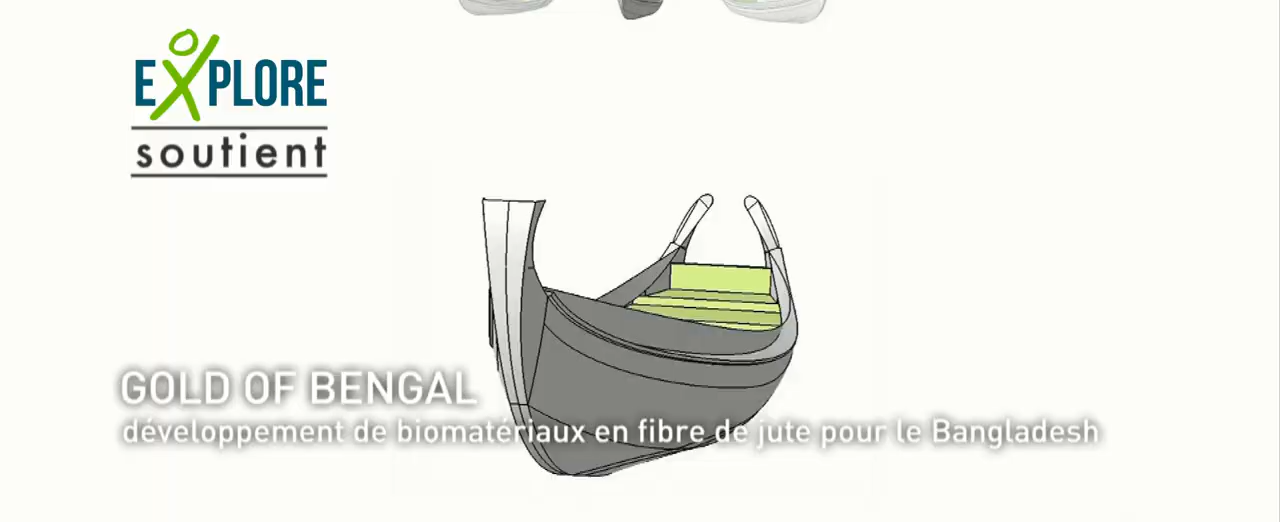 EXPLORE
soutient
GOLD OF BENGAL
développement de biomatériaux en fibre de jute pour le Bangladesh